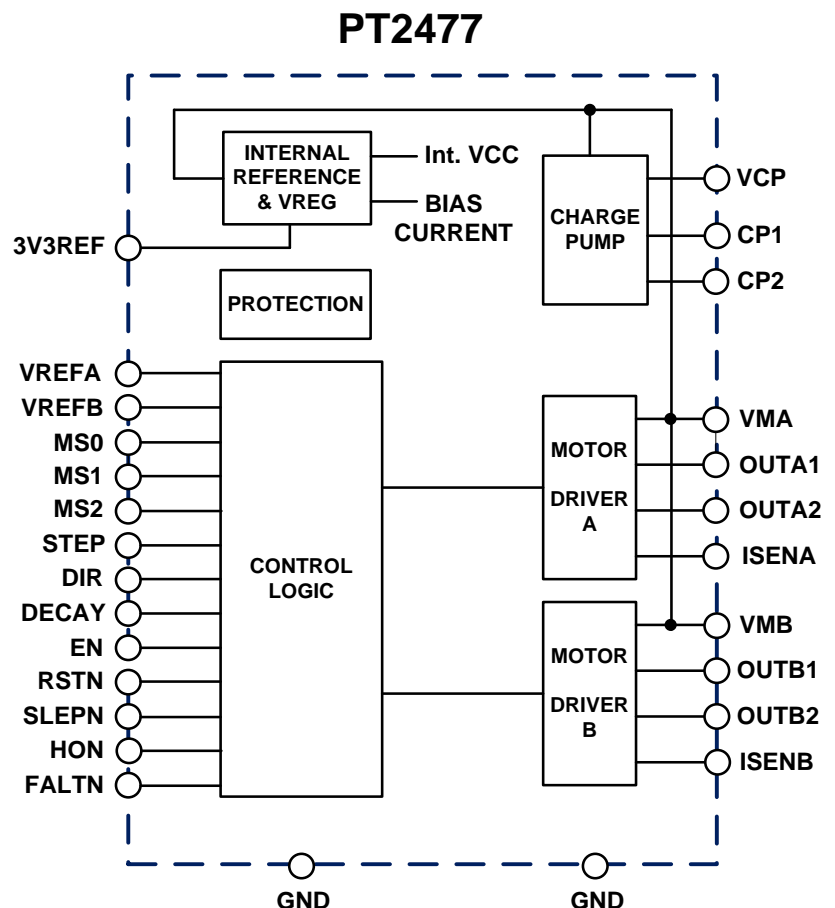 PT2477
INTERNAL
REFERENCE
& VREG
Int. VCC
BIAS
CURRENT
CHARGE
PUMP
VCP
CP1
CP2
3V3REF
PROTECTION
VREFA
VREFB
MS0
MS1
MS2
STEP
DIR
DECAY
EN
RSTN
SLEPN
HON
FALTN
CONTROL
LOGIC
MOTOR
DRIVER
A
VMA
OUTA1
OUTA2
ISENA
MOTOR
DRIVER
B
VMB
OUTB1
OUTB2
ISENB
GND
GND